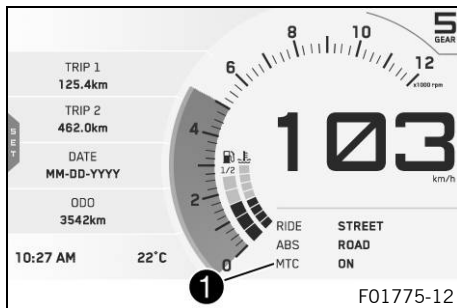 5
GEAR
8
10
6
12
x1000 rpm
TRIP 1
125.4km
TRIP 2
462.0km
4
SET
1/2
103
km/h
DATE
MM-DD-YYYY
2
ODO
3542km
RIDE STREET
ABS ROAD
MTC ON
10:27 AM 22°C
0
1
F01775-12